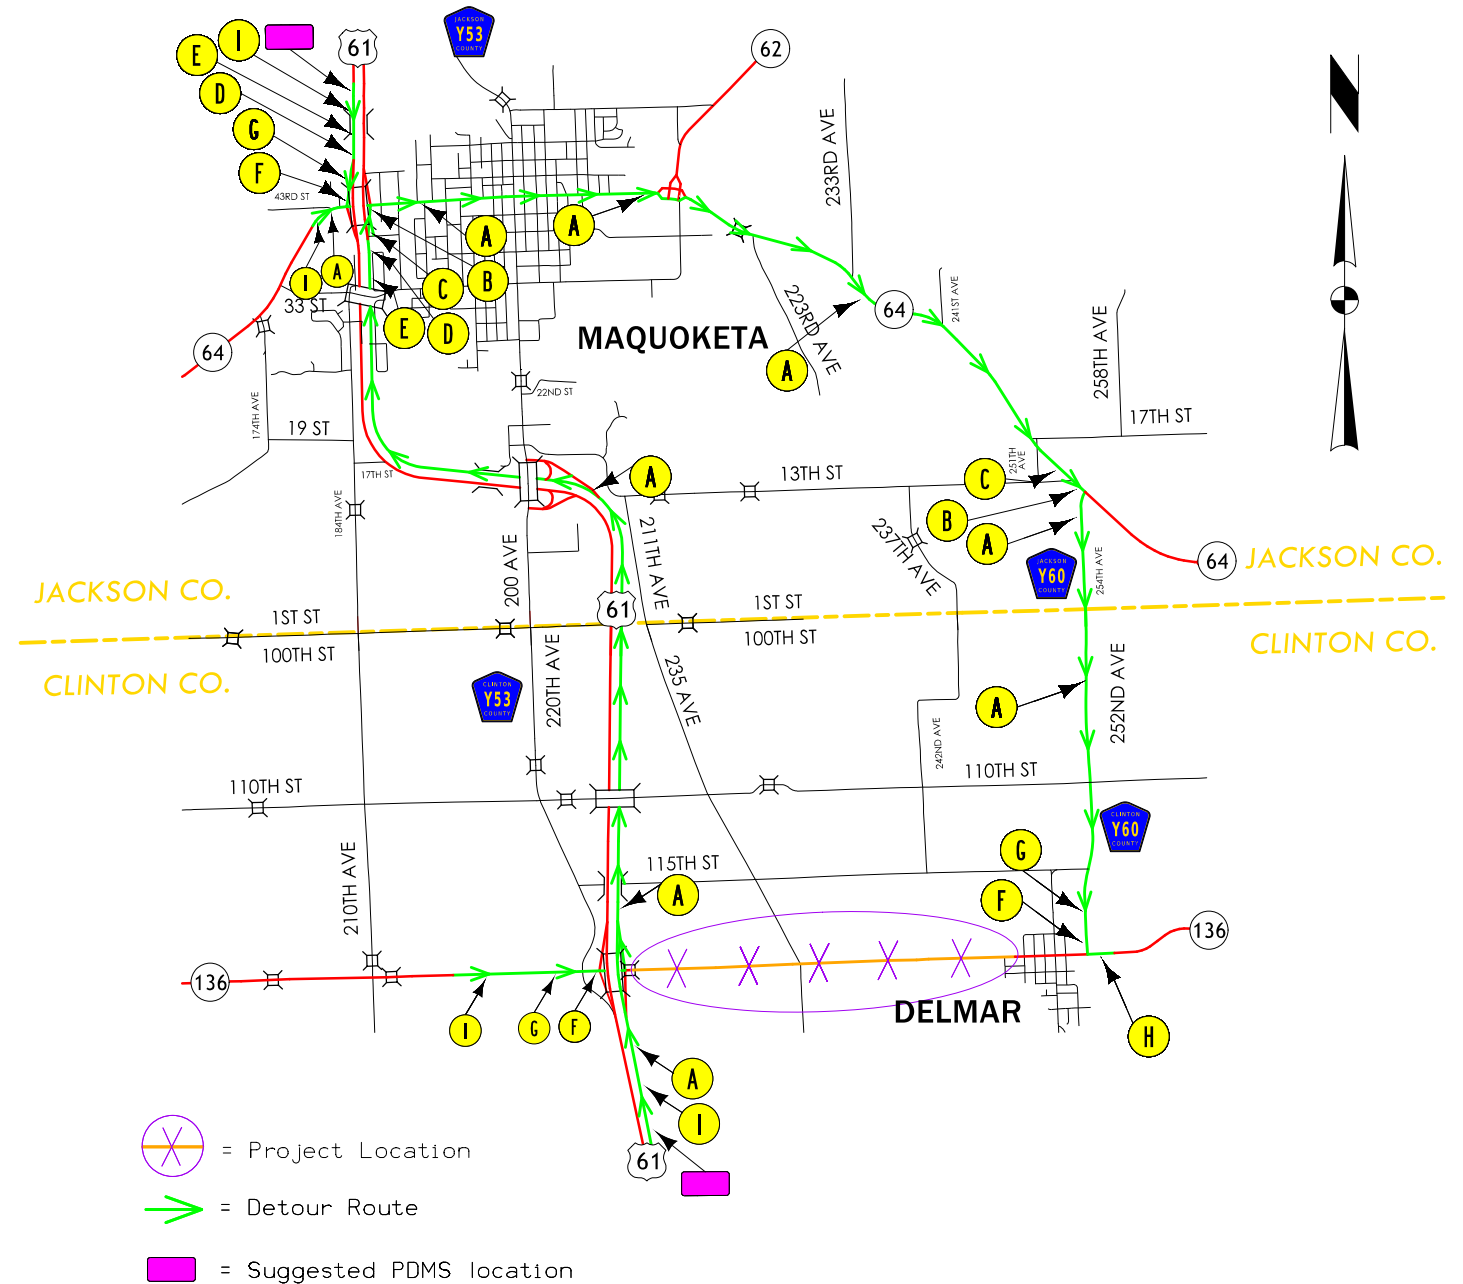 JACKSON
Y53
COUNTY
I
E
61
62
D
G
F
43RD ST
233RD AVE
A
A
I
A
C
B
33 ST
E
D
MAQUOKETA
223RD AVE
64
241ST AVE
64
A
258TH AVE
22ND ST
174TH AVE
19 ST
17TH ST
17TH ST
A
13TH ST
251TH
AVE
C
184TH AVE
B
A
200 AVE
211TH AVE
237TH AVE
JACKSON
Y60
COUNTY
254TH AVE
64
JACKSON CO.
JACKSON CO.
61
1ST ST
1ST ST
100TH ST
100TH ST
CLINTON CO.
CLINTON CO.
CLINTON
Y53
COUNTY
220TH AVE
235 AVE
A
252ND AVE
242ND AVE
110TH ST
110TH ST
CLINTON
Y60
COUNTY
210TH AVE
115TH ST
G
A
F
136
136
DELMAR
I
G
F
H
A
I
61
= Project Location
= Detour Route
= Suggested PDMS location
N